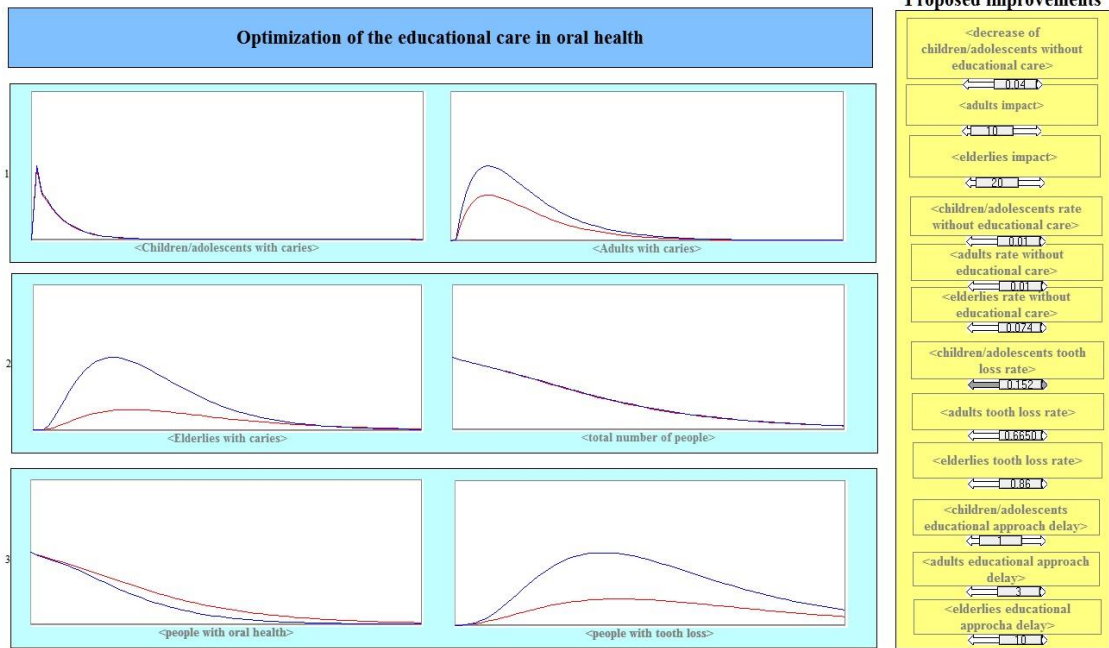 Proposed improvements
Optimization of the educational care in oral health
1
<Children/adolescents with caries>
<Adults with caries>
2
<Elderlies with caries>
<total number of people>
3
<people with oral health>
<people with tooth loss>
<decrease of
children/adolescents without
educational care>
0.04
<adults impact>
10
<elderlies impact>
20
<children/adolescents rate
without educational care>
0.01
<adults rate without
educational care>
0.01
<elderlies rate without
educational care>
0.074
<children/adolescents tooth
loss rate>
0.152
<adults tooth loss rate>
0.6650
<elderlies tooth loss rate>
0.86
<children/adolescents
educational approach delay>
1
<adults educational approach
delay>
3
<elderlies educational
approcha delay>
10